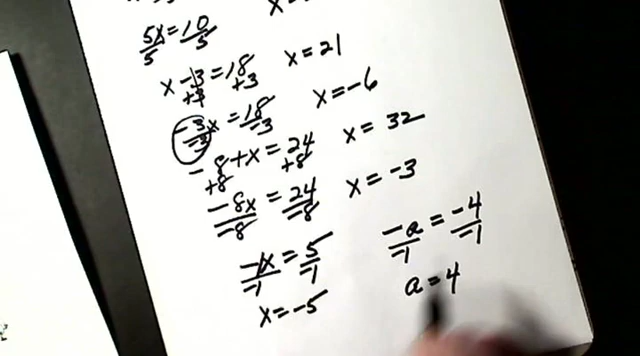 5x/5 = 10/5
x - 3 = 18 x = 21
+3 +3
-3x/-3 = 18/-3 x = -6
-8 + x = 24 x = 32
+8 +8
-8x/-8 = 24/-8 x = -3
-1x/-1 = 5/-1 -a/-1 = -4/-1
x = -5 a = 4